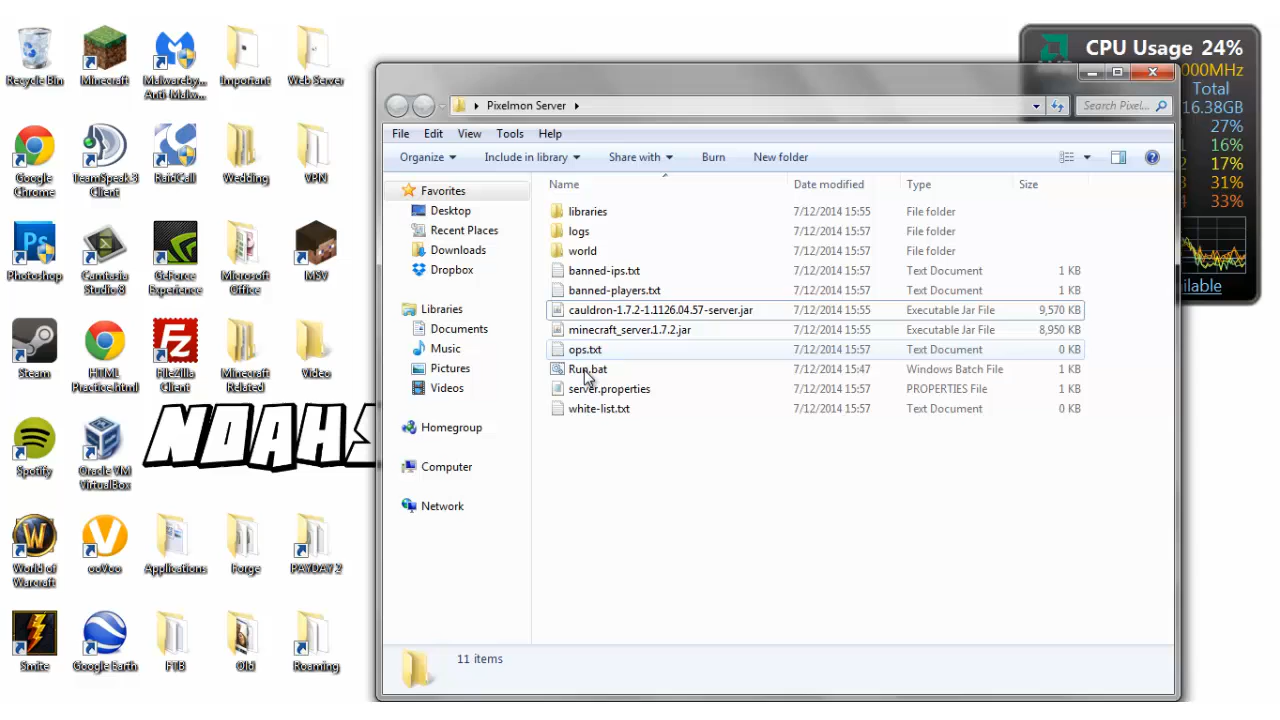 Recycle Bin
Minecraft
Malwareby... Anti-Malw...
Important
Web Server
Google Chrome
TeamSpeak 3 Client
RaidCall
Wedding
VPN
Photoshop
Camtasia Studio 8
GeForce Experience
Microsoft Office
MSV
Steam
HTML Practice.html
FileZilla Client
Minecraft Related
Video
Spotify
Oracle VM VirtualBox
NOAHS
World of Warcraft
ooVoo
Applications
Forge
PAYDAY 2
Smite
Google Earth
FTB
Old
Roaming
CPU Usage 24%
000MHz
Total
16.38GB
27%
1 16%
2 17%
3 31%
4 33%
ilable
Pixelmon Server
Search Pixel...
File Edit View Tools Help
Organize Include in library Share with Burn New folder
Favorites
Desktop
Recent Places
Downloads
Dropbox
Libraries
Documents
Music
Pictures
Videos
Homegroup
Computer
Network
Name Date modified Type Size
libraries 7/12/2014 15:55 File folder
logs 7/12/2014 15:57 File folder
world 7/12/2014 15:57 File folder
banned-ips.txt 7/12/2014 15:57 Text Document 1 KB
banned-players.txt 7/12/2014 15:57 Text Document 1 KB
cauldron-1.7.2-1.1126.04.57-server.jar 7/12/2014 15:55 Executable Jar File 9,570 KB
minecraft_server.1.7.2.jar 7/12/2014 15:55 Executable Jar File 8,950 KB
ops.txt 7/12/2014 15:57 Text Document 0 KB
Run.bat 7/12/2014 15:47 Windows Batch File 1 KB
server.properties 7/12/2014 15:57 PROPERTIES File 1 KB
white-list.txt 7/12/2014 15:57 Text Document 0 KB
11 items